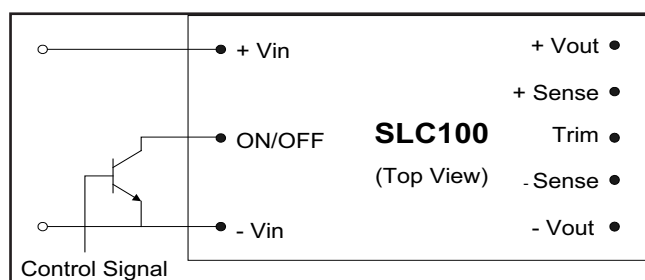 + Vin
ON/OFF
- Vin
Control Signal
SLC100
(Top View)
+ Vout
+ Sense
Trim
- Sense
- Vout